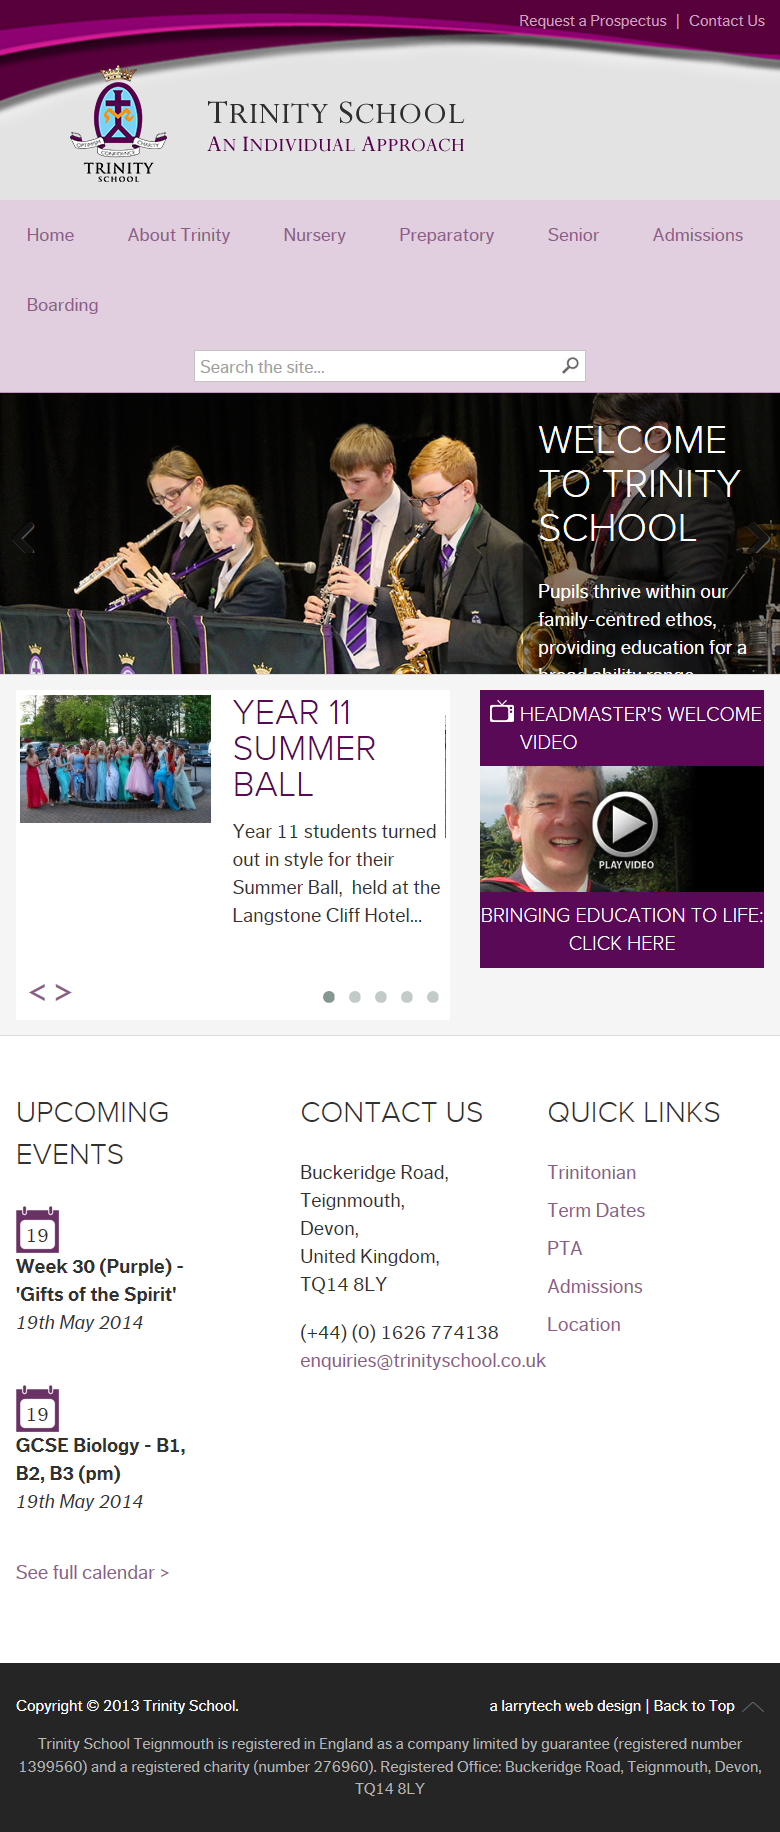 Request a Prospectus | Contact Us
OPTIMISM CONFIDENCE CHARITY
TRINITY
SCHOOL
TRINITY SCHOOL
AN INDIVIDUAL APPROACH
Home About Trinity Nursery Preparatory Senior Admissions
Boarding
Search the site...
WELCOME
TO TRINITY
SCHOOL
Pupils thrive within our
family-centred ethos,
providing education for a
broad ability range
YEAR 11
SUMMER
BALL
Year 11 students turned
out in style for their
Summer Ball, held at the
Langstone Cliff Hotel...
< >
HEADMASTER'S WELCOME
VIDEO
PLAY VIDEO
BRINGING EDUCATION TO LIFE:
CLICK HERE
UPCOMING
EVENTS
19
Week 30 (Purple) -
'Gifts of the Spirit'
19th May 2014
19
GCSE Biology - B1,
B2, B3 (pm)
19th May 2014
See full calendar >
CONTACT US
Buckeridge Road,
Teignmouth,
Devon,
United Kingdom,
TQ14 8LY
(+44) (0) 1626 774138
enquiries@trinityschool.co.uk
QUICK LINKS
Trinitonian
Term Dates
PTA
Admissions
Location
Copyright © 2013 Trinity School.
a larrytech web design | Back to Top
Trinity School Teignmouth is registered in England as a company limited by guarantee (registered number
1399560) and a registered charity (number 276960). Registered Office: Buckeridge Road, Teignmouth, Devon,
TQ14 8LY